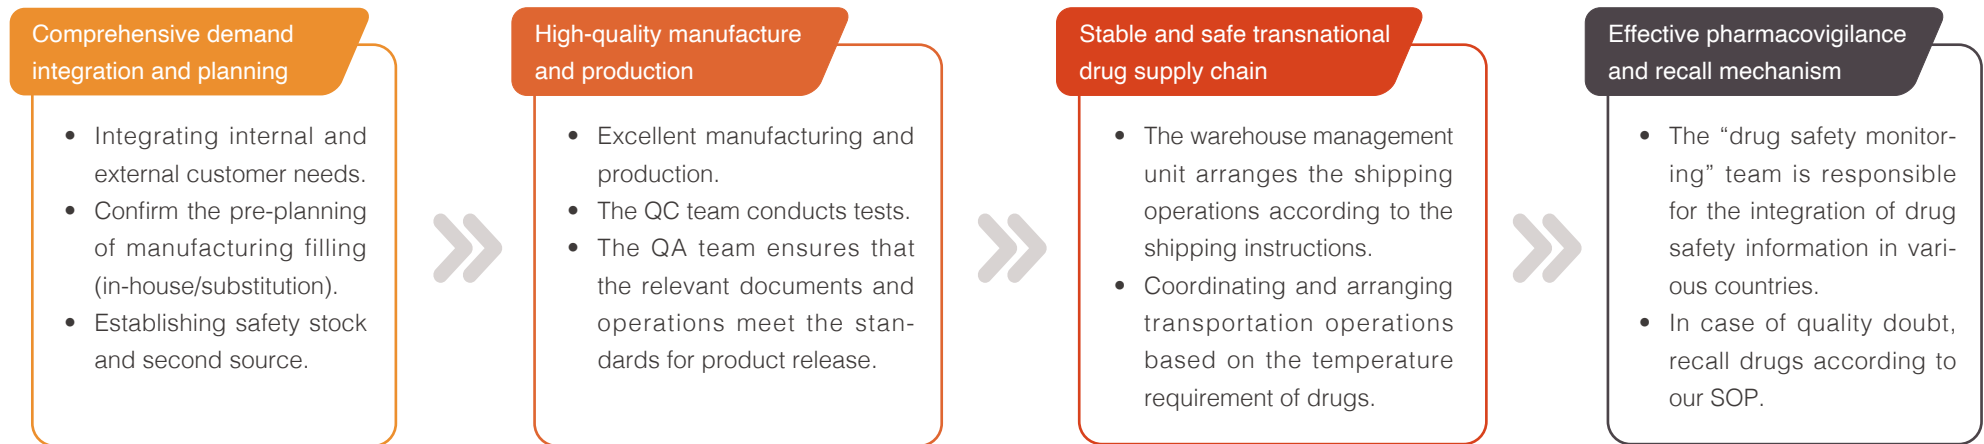 Comprehensive demand
integration and planning
• Integrating internal and
external customer needs.
• Confirm the pre-planning
of manufacturing filling
(in-house/substitution).
• Establishing safety stock
and second source.
High-quality manufacture
and production
• Excellent manufacturing and
production.
• The QC team conducts tests.
• The QA team ensures that
the relevant documents and
operations meet the stan-
dards for product release.
Stable and safe transnational
drug supply chain
• The warehouse management
unit arranges the shipping
operations according to the
shipping instructions.
• Coordinating and arranging
transportation operations
based on the temperature
requirement of drugs.
Effective pharmacovigilance
and recall mechanism
• The “drug safety monitor-
ing” team is responsible
for the integration of drug
safety information in vari-
ous countries.
• In case of quality doubt,
recall drugs according to
our SOP.